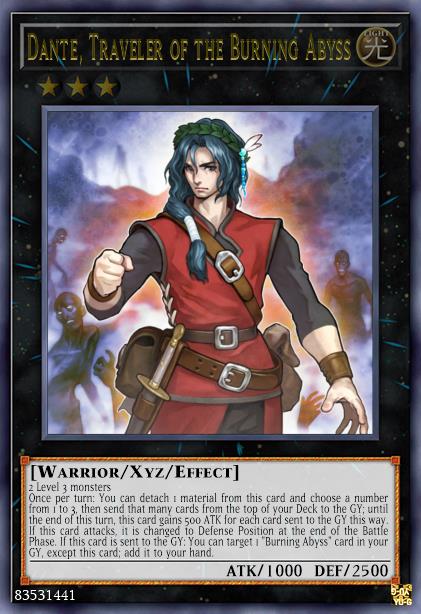 Dante, Traveler of the Burning Abyss
LIGHT
光
[Warrior/Xyz/Effect]
2 Level 3 monsters
Once per turn: You can detach 1 material from this card and choose a number
from 1 to 3, then send that many cards from the top of your Deck to the GY; until
the end of this turn, this card gains 500 ATK for each card sent to the GY this way.
If this card attacks, it is changed to Defense Position at the end of the Battle
Phase. If this card is sent to the GY: You can target 1 "Burning Abyss" card in your
GY, except this card; add it to your hand.
ATK/1000 DEF/2500
83531441